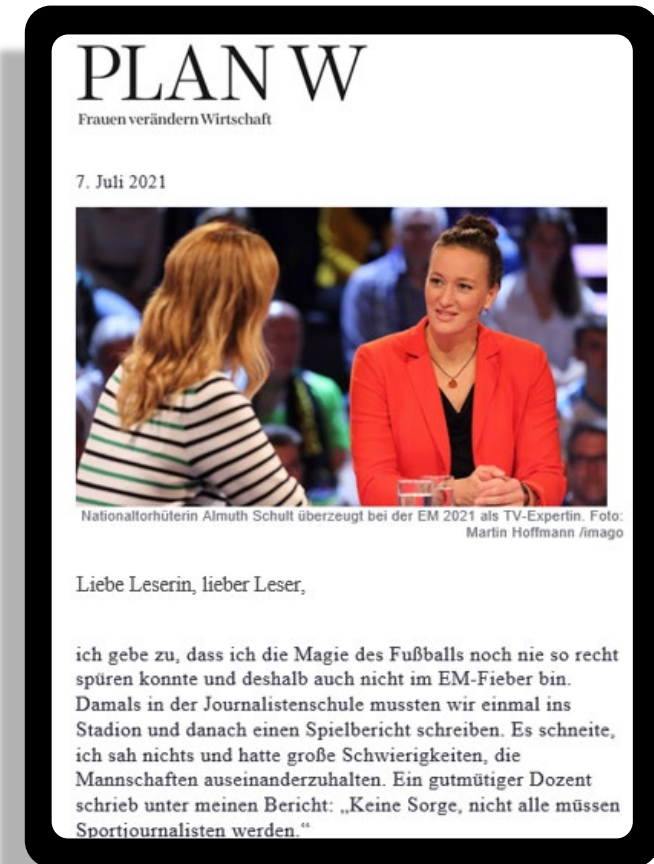 PLAN W
Frauen verändern Wirtschaft
7. Juli 2021
Nationaltorhüterin Almuth Schult überzeugt bei der EM 2021 als TV-Expertin. Foto:
Martin Hoffmann /imago
Liebe Leserin, lieber Leser,
ich gebe zu, dass ich die Magie des Fußballs noch nie so recht
spüren konnte und deshalb auch nicht im EM-Fieber bin.
Damals in der Journalistenschule mussten wir einmal ins
Stadion und danach einen Spielbericht schreiben. Es schneite,
ich sah nichts und hatte große Schwierigkeiten, die
Mannschaften auseinanderzuhalten. Ein gutmütiger Dozent
schrieb unter meinen Bericht: „Keine Sorge, nicht alle müssen
Sportjournalisten werden.“